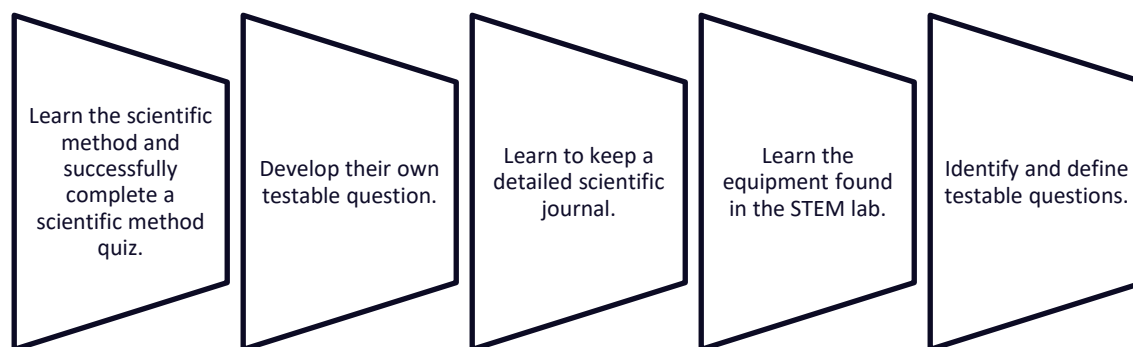 Learn the scientific
method and
successfully
complete a
scientific method
quiz.
Develop their own
testable question.
Learn to keep a
detailed scientific
journal.
Learn the
equipment found
in the STEM lab.
Identify and define
testable questions.